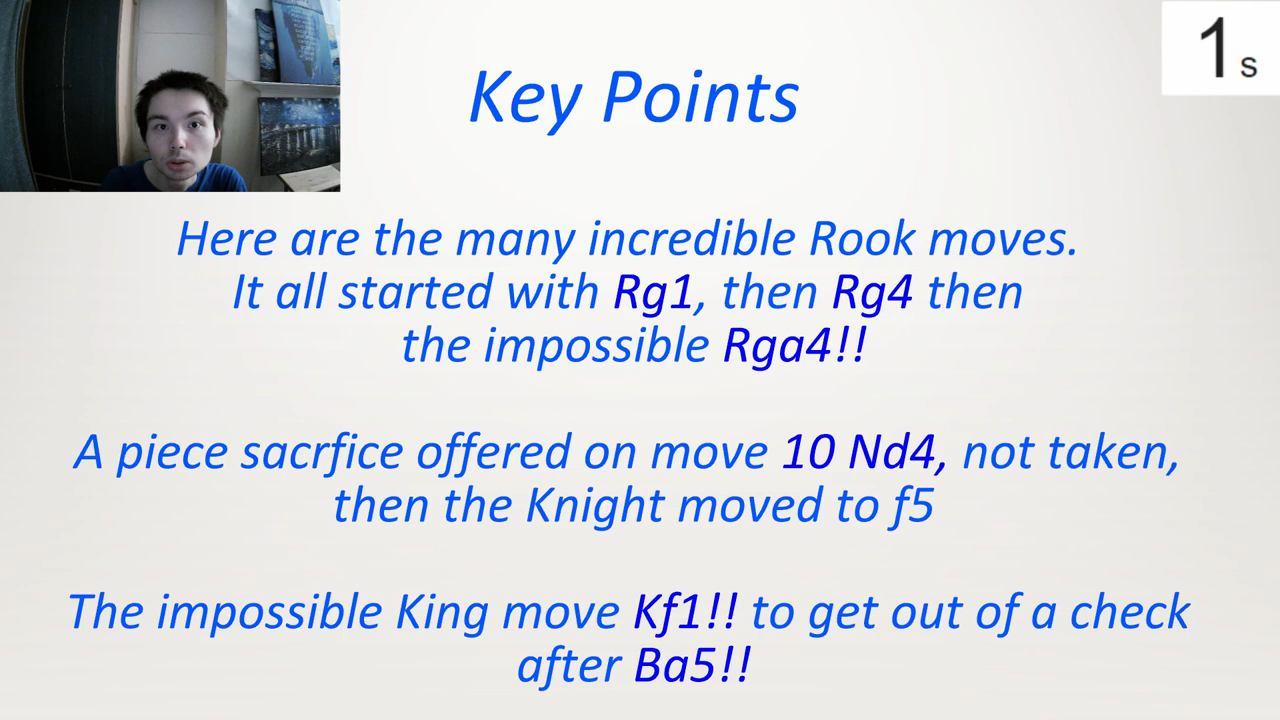 Key Points
1 s
Here are the many incredible Rook moves.
It all started with Rg1, then Rg4 then
the impossible Rga4!!
A piece sacrfice offered on move 10 Nd4, not taken,
then the Knight moved to f5
The impossible King move Kf1!! to get out of a check
after Ba5!!